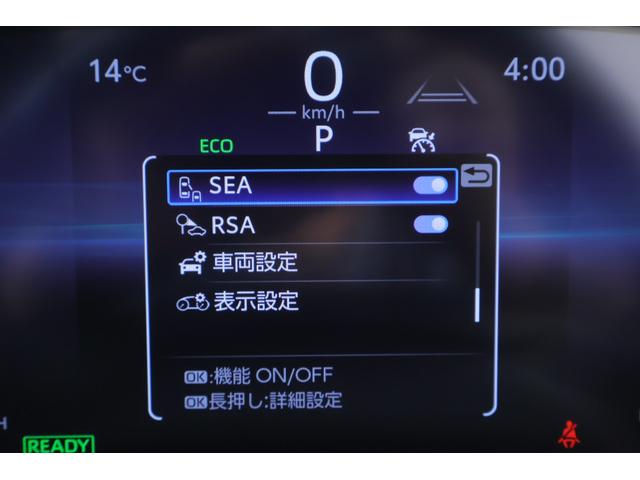 14°C
0
4:00
km/h
ECO
P
SEA
RSA
車両設定
表示設定
OK:機能 ON/OFF
OK長押し:詳細設定
H
READY